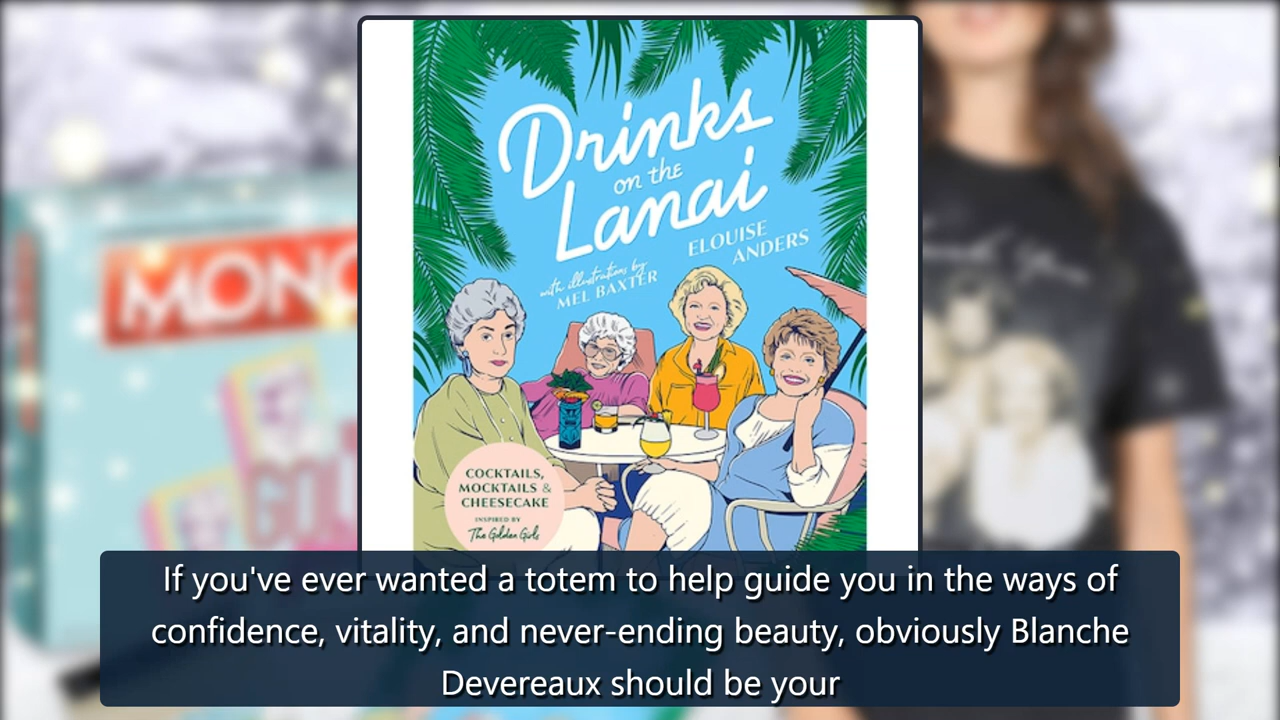 Drinks
on the
Lanai
ELOUISE
ANDERS
with illustrations by
MEL BAXTER
MONO
COCKTAILS,
MOCKTAILS &
CHEESECAKE
INSPIRED BY
The Golden Girls
If you've ever wanted a totem to help guide you in the ways of
confidence, vitality, and never-ending beauty, obviously Blanche
Devereaux should be your